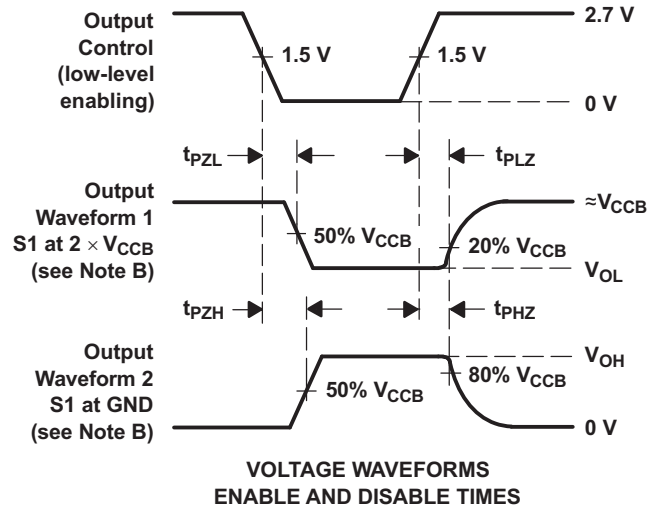 Output
Control
(low-level
enabling)
1.5 V
1.5 V
2.7 V
0 V
tPZL
tPLZ
Output
Waveform 1
S1 at 2 × VCCB
(see Note B)
50% VCCB
20% VCCB
≈VCCB
VOL
tPZH
tPHZ
Output
Waveform 2
S1 at GND
(see Note B)
50% VCCB
80% VCCB
VOH
0 V
VOLTAGE WAVEFORMS
ENABLE AND DISABLE TIMES